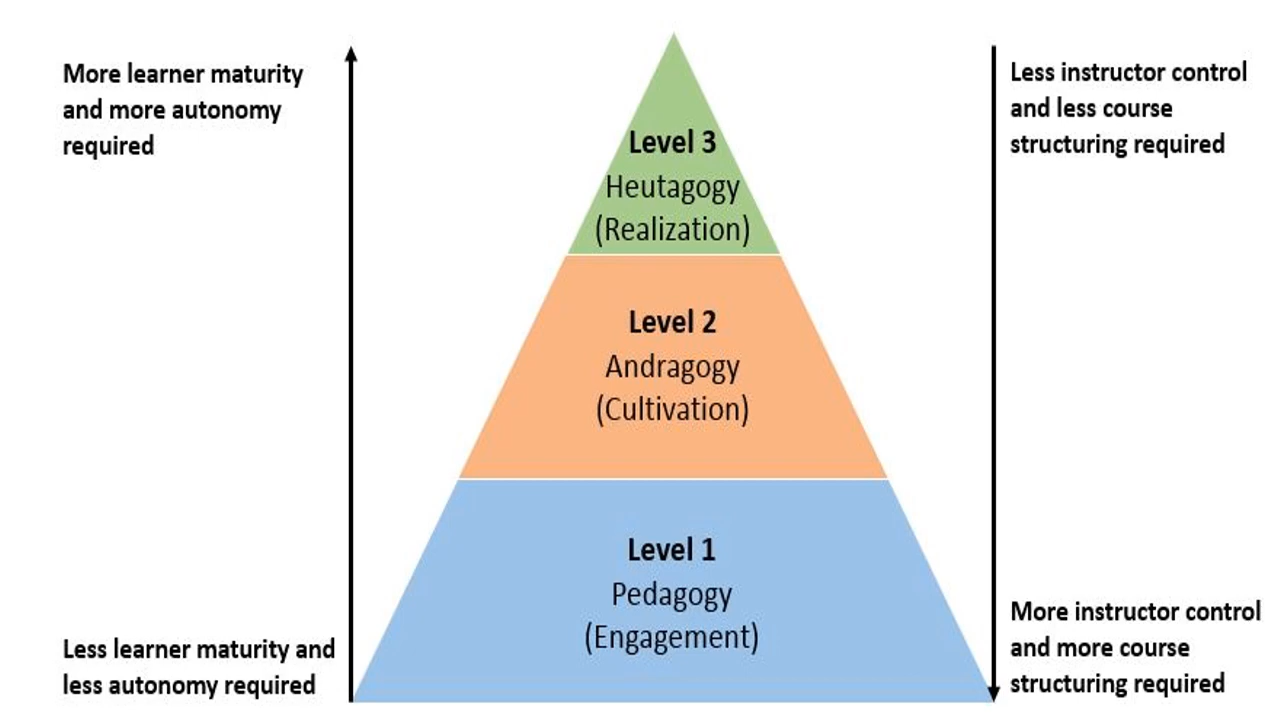 More learner maturity
and more autonomy
required
Less instructor control
and less course
structuring required
Level 3
Heutagogy
(Realization)
Level 2
Andragogy
(Cultivation)
Level 1
Pedagogy
(Engagement)
Less learner maturity and
less autonomy required
More instructor control
and more course
structuring required